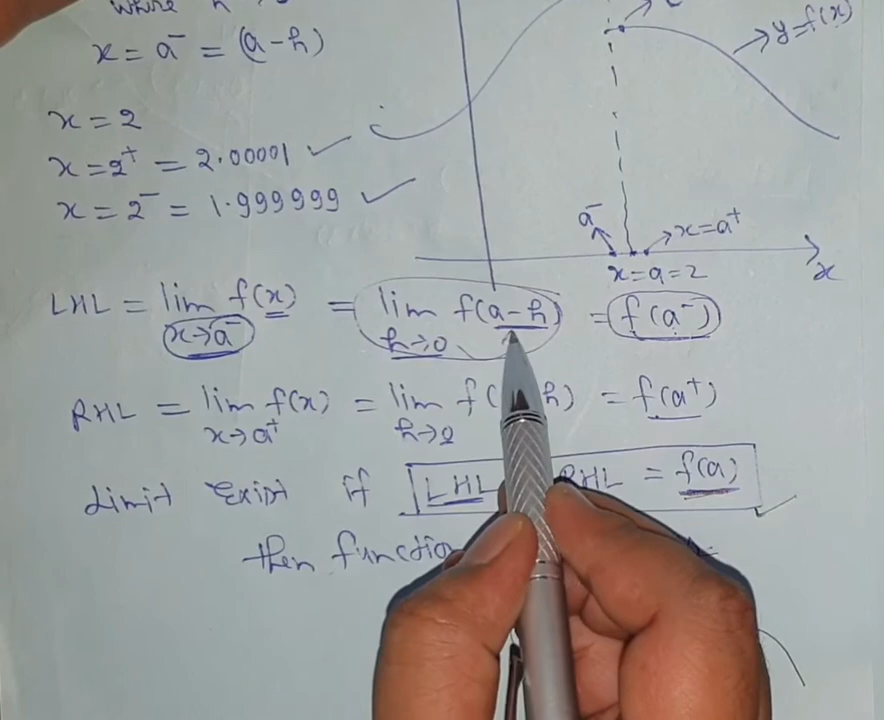 where h
x = a⁻ = (a-h)
x = 2
x = 2⁺ = 2.00001 ✓
x = 2⁻ = 1.999999 ✓
y=f(x)
a⁻
x=a⁺
x=a=2
x
LHL = lim f(x) = lim f(a-h) = f(a⁻)
x→a⁻ h→0
RHL = lim f(x) = lim f( h) = f(a⁺)
x→a⁺ h→0
Limit Exist if LHL RHL = f(a)
then function